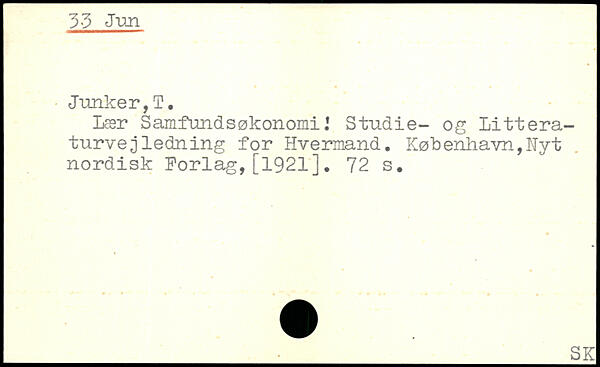 33 Jun
Junker,T.
Lær Samfundsøkonomi! Studie- og Littera-
turvejledning for Hvermand. København,Nyt
nordisk Forlag,[1921]. 72 s.
SK